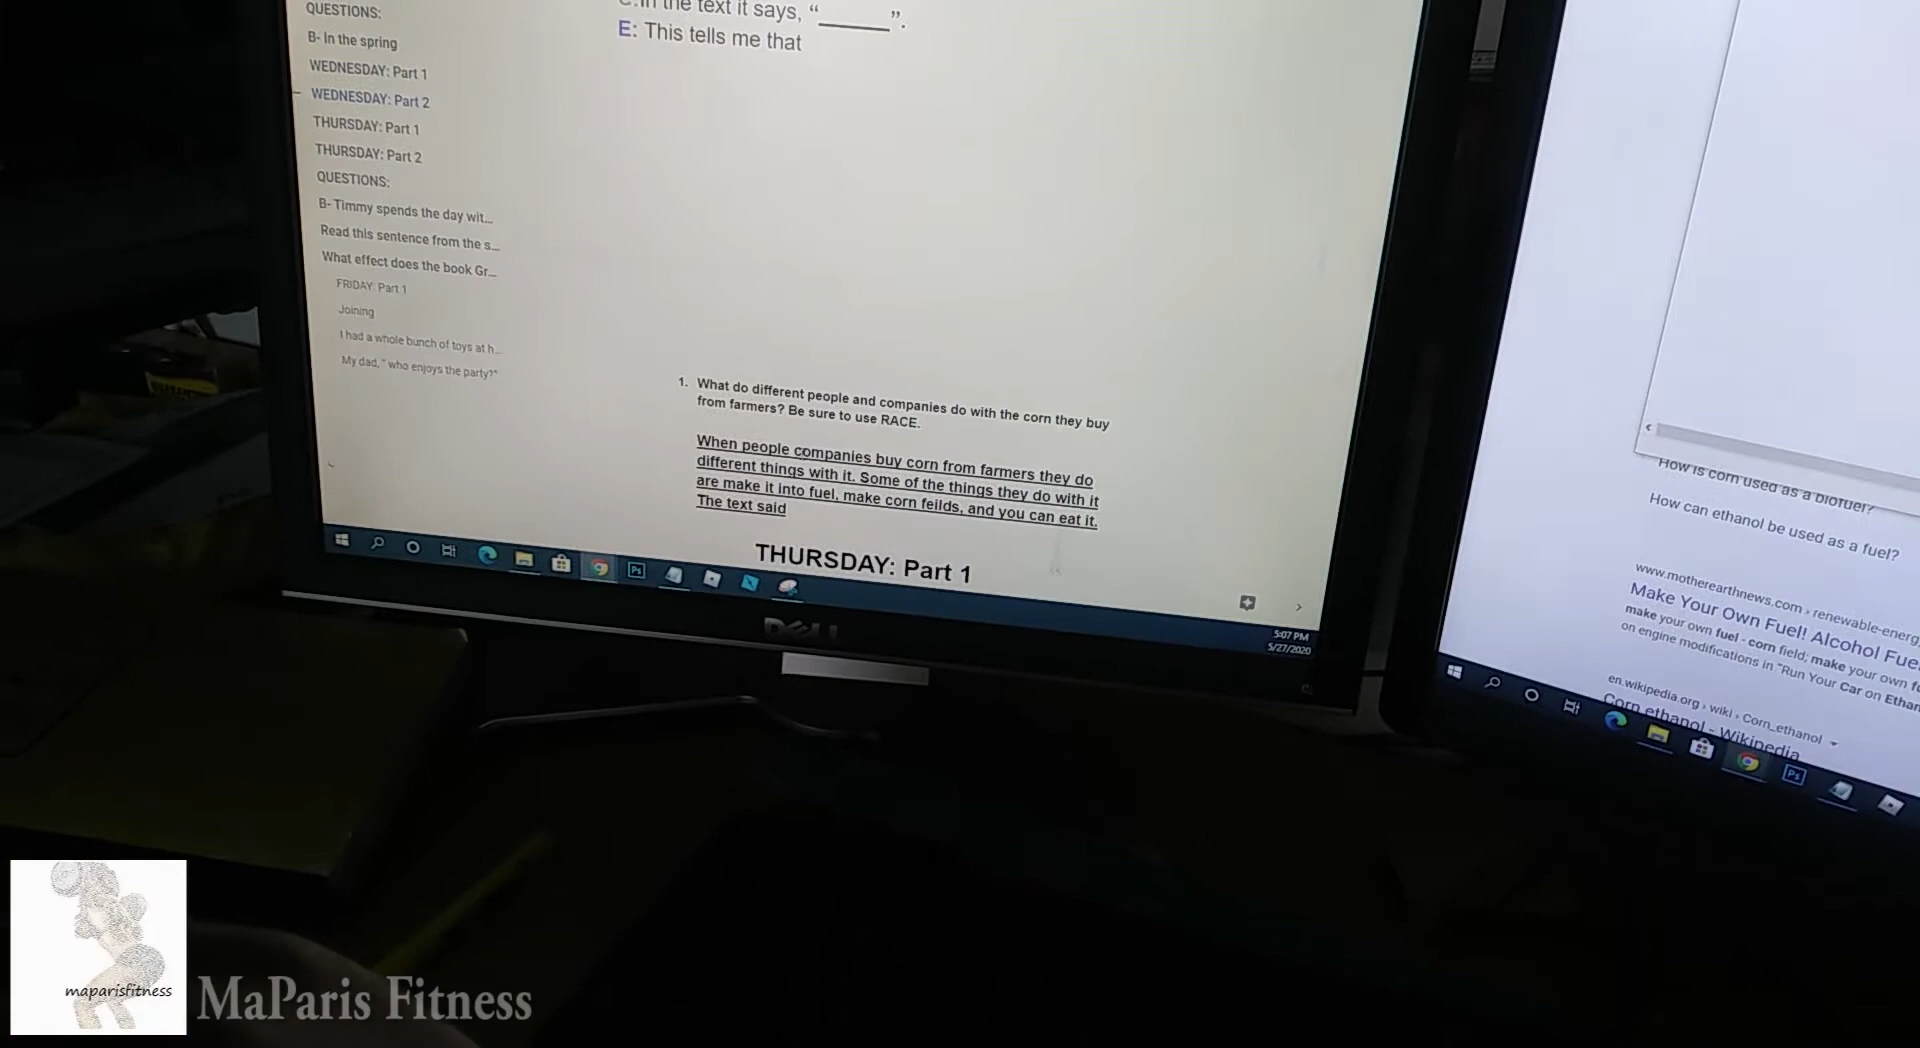 QUESTIONS:
B- In the spring
WEDNESDAY: Part 1
WEDNESDAY: Part 2
THURSDAY: Part 1
THURSDAY: Part 2
QUESTIONS:
B- Timmy spends the day wit...
Read this sentence from the s...
What effect does the book Gr...
FRIDAY: Part 1
Joining
I had a whole bunch of toys at h...
My dad, " who enjoys the party?"
In the text it says, "______".
E: This tells me that
1. What do different people and companies do with the corn they buy
from farmers? Be sure to use RACE.
When people companies buy corn from farmers they do
different things with it. Some of the things they do with it
are make it into fuel, make corn feilds, and you can eat it.
The text said
THURSDAY: Part 1
5:07 PM
5/27/2020
DELL
How is corn used as a biofuel?
How can ethanol be used as a fuel?
www.motherearthnews.com › renewable-energ
Make Your Own Fuel! Alcohol Fue
make your own fuel - corn field; make your own fu
on engine modifications in "Run Your Car on Ethan
en.wikipedia.org › wiki › Corn_ethanol
Corn ethanol - Wikipedia
Ps
Ps
maparisfitness
MaParis Fitness